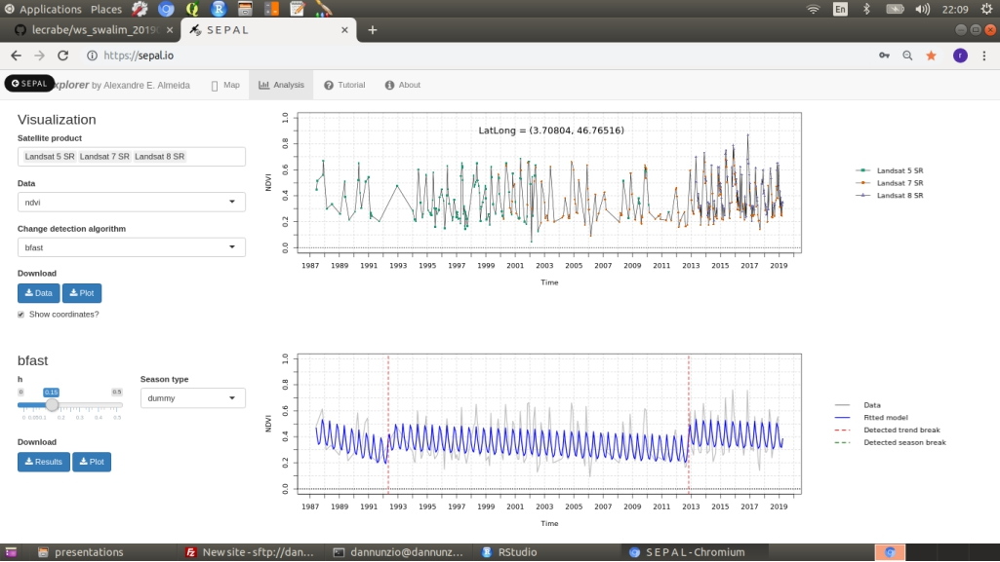 Applications Places En 22:09
lecrabe/ws_swalim_2019 × SEPAL × +
https://sepal.io r
SEPAL xplorer by Alexandre E. Almeida Map Analysis Tutorial About
Visualization
Satellite product
Landsat 5 SR Landsat 7 SR Landsat 8 SR
Data
ndvi
Change detection algorithm
bfast
Download
Data Plot
Show coordinates?
LatLong = (3.70804, 46.76516)
NDVI
0.0 0.2 0.4 0.6 0.8 1.0
1987 1989 1991 1993 1995 1997 1999 2001 2003 2005 2007 2009 2011 2013 2015 2017 2019
Time
Landsat 5 SR
Landsat 7 SR
Landsat 8 SR
bfast
h
0 0.15 0.5
0 0.05 0.1 0.2 0.3 0.4 0.5
Season type
dummy
Download
Results Plot
NDVI
0.0 0.2 0.4 0.6 0.8 1.0
1987 1989 1991 1993 1995 1997 1999 2001 2003 2005 2007 2009 2011 2013 2015 2017 2019
Time
Data
Fitted model
Detected trend break
Detected season break
presentations New site - sftp://dan... dannunzio@dannunz... RStudio SEPAL - Chromium